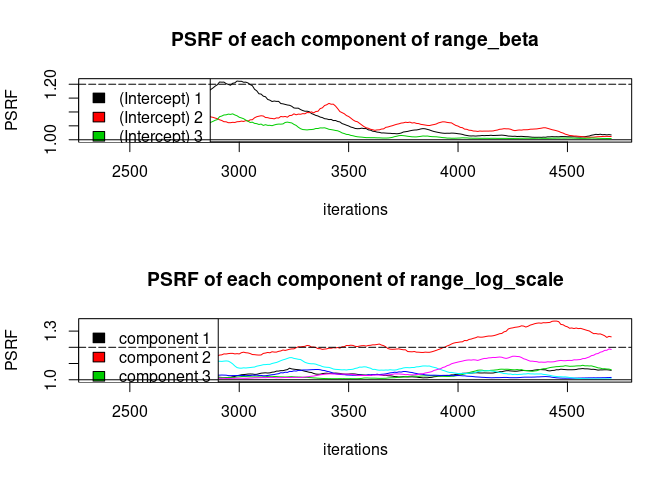 PSRF of each component of range_beta
PSRF
1.00 1.20
(Intercept) 1
(Intercept) 2
(Intercept) 3
2500 3000 3500 4000 4500
iterations
PSRF of each component of range_log_scale
PSRF
1.0 1.3
component 1
component 2
component 3
2500 3000 3500 4000 4500
iterations